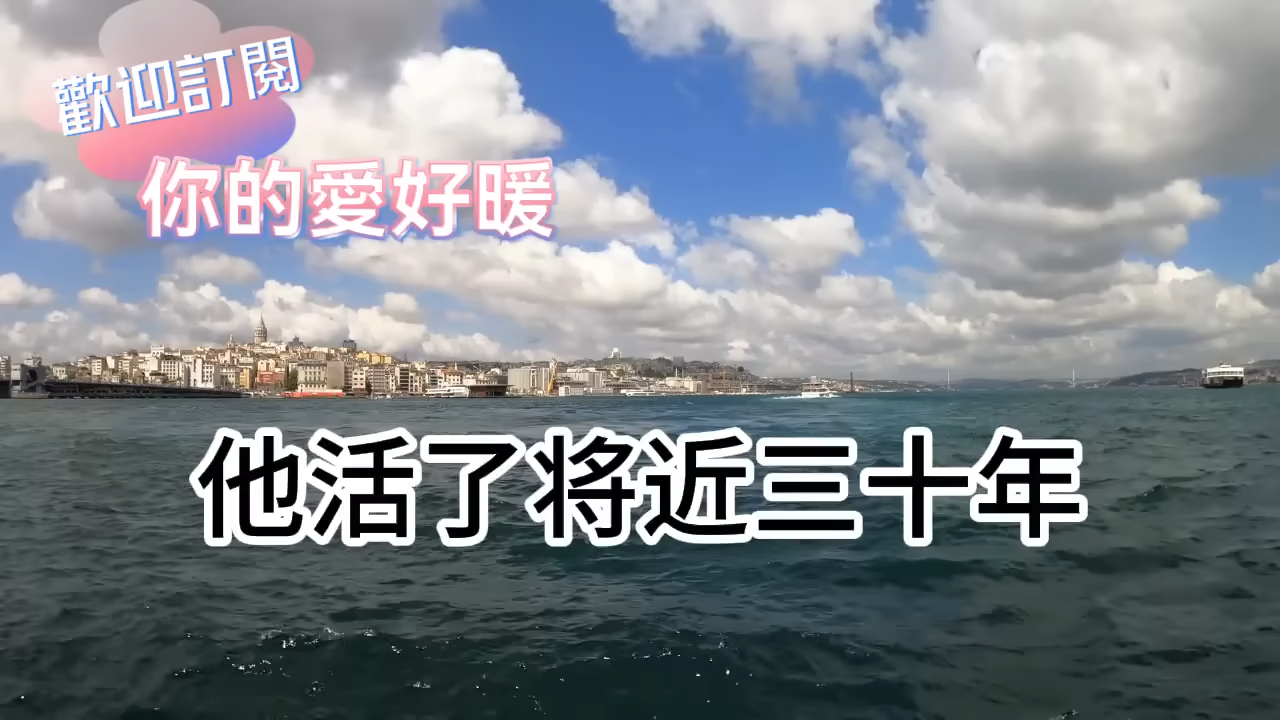 歡迎訂閱
你的愛好暖
他活了将近三十年